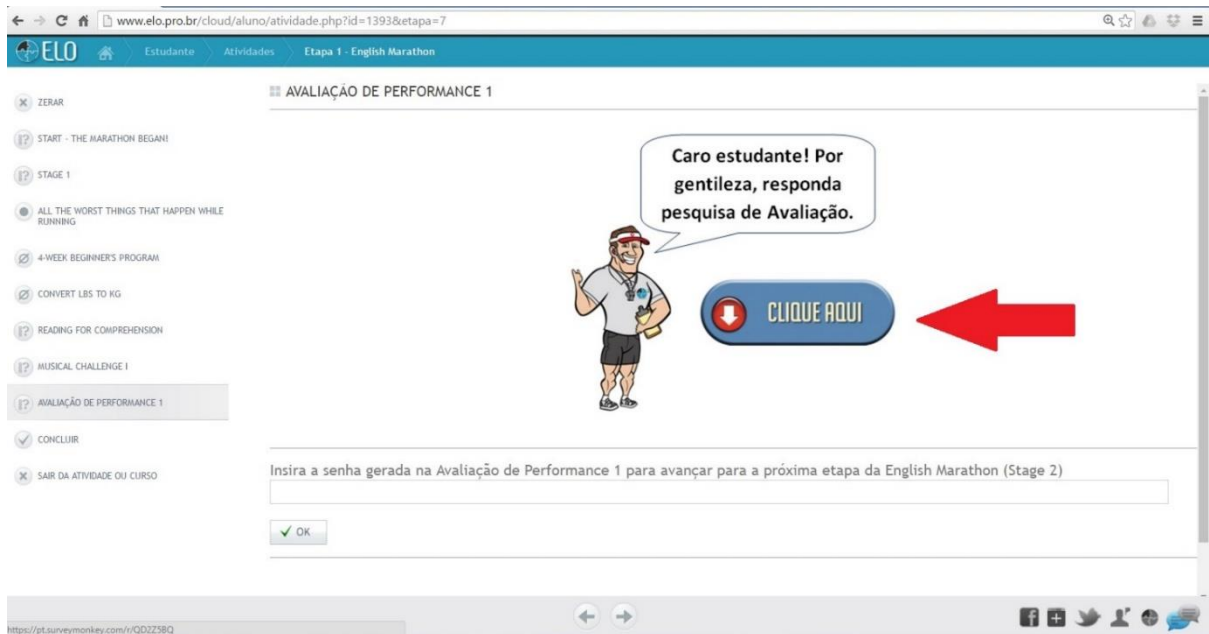 www.elo.pro.br/cloud/aluno/atividade.php?id=1393&etapa=7
ELO
Estudante
Atividades
Etapa 1 - English Marathon
ZERAR
START - THE MARATHON BEGAN!
STAGE 1
ALL THE WORST THINGS THAT HAPPEN WHILE
RUNNING
4-WEEK BEGINNER'S PROGRAM
CONVERT LBS TO KG
READING FOR COMPREHENSION
MUSICAL CHALLENGE I
AVALIAÇÃO DE PERFORMANCE 1
CONCLUIR
SAIR DA ATIVIDADE OU CURSO
AVALIAÇÃO DE PERFORMANCE 1
Caro estudante! Por
gentileza, responda
pesquisa de Avaliação.
CLIQUE AQUI
Insira a senha gerada na Avaliação de Performance 1 para avançar para a próxima etapa da English Marathon (Stage 2)
OK
https://pt.surveymonkey.com/r/QD2Z5BQ